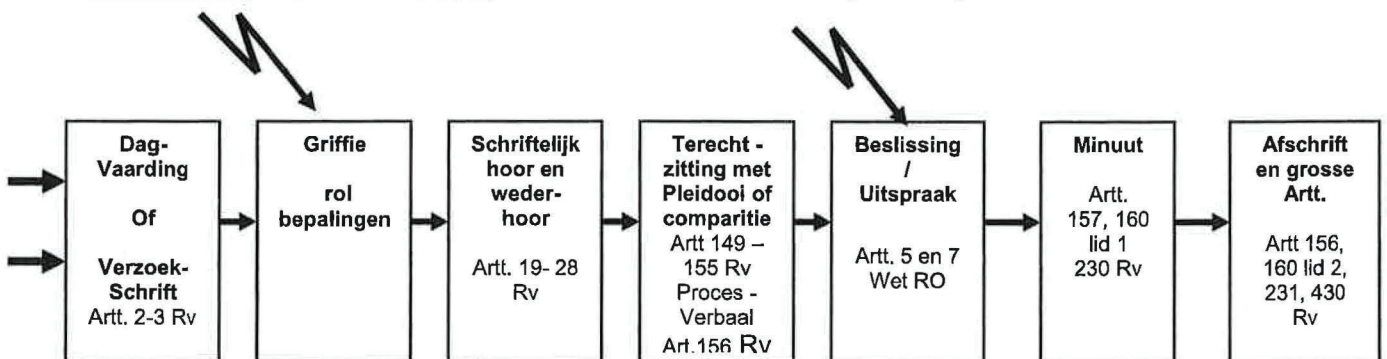 Dag-
Vaarding
Of
Verzoek-
Schrift
Artt. 2-3 Rv
Griffie
rol
bepalingen
Schriftelijk
hoor en
weder-
hoor
Artt. 19- 28
Rv
Terecht -
zitting met
Pleidooi of
comparitie
Artt 149 –
155 Rv
Proces -
Verbaal
Art.156 Rv
Beslissing
/
Uitspraak
Artt. 5 en 7
Wet RO
Minuut
Artt.
157, 160
lid 1
230 Rv
Afschrift
en grosse
Artt.
Artt 156,
160 lid 2,
231, 430
Rv